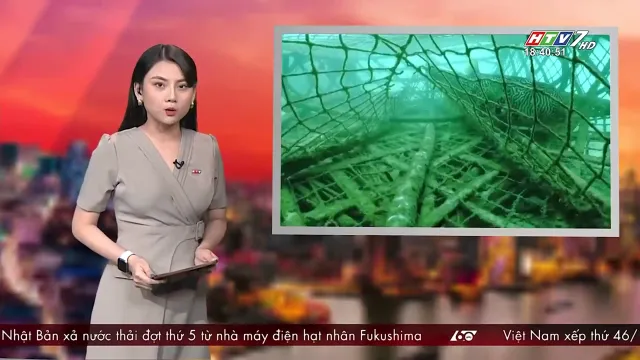 HTV7 HD
18:40:51
Nhật Bản xả nước thải đợt thứ 5 từ nhà máy điện hạt nhân Fukushima 60 Việt Nam xếp thứ 46/